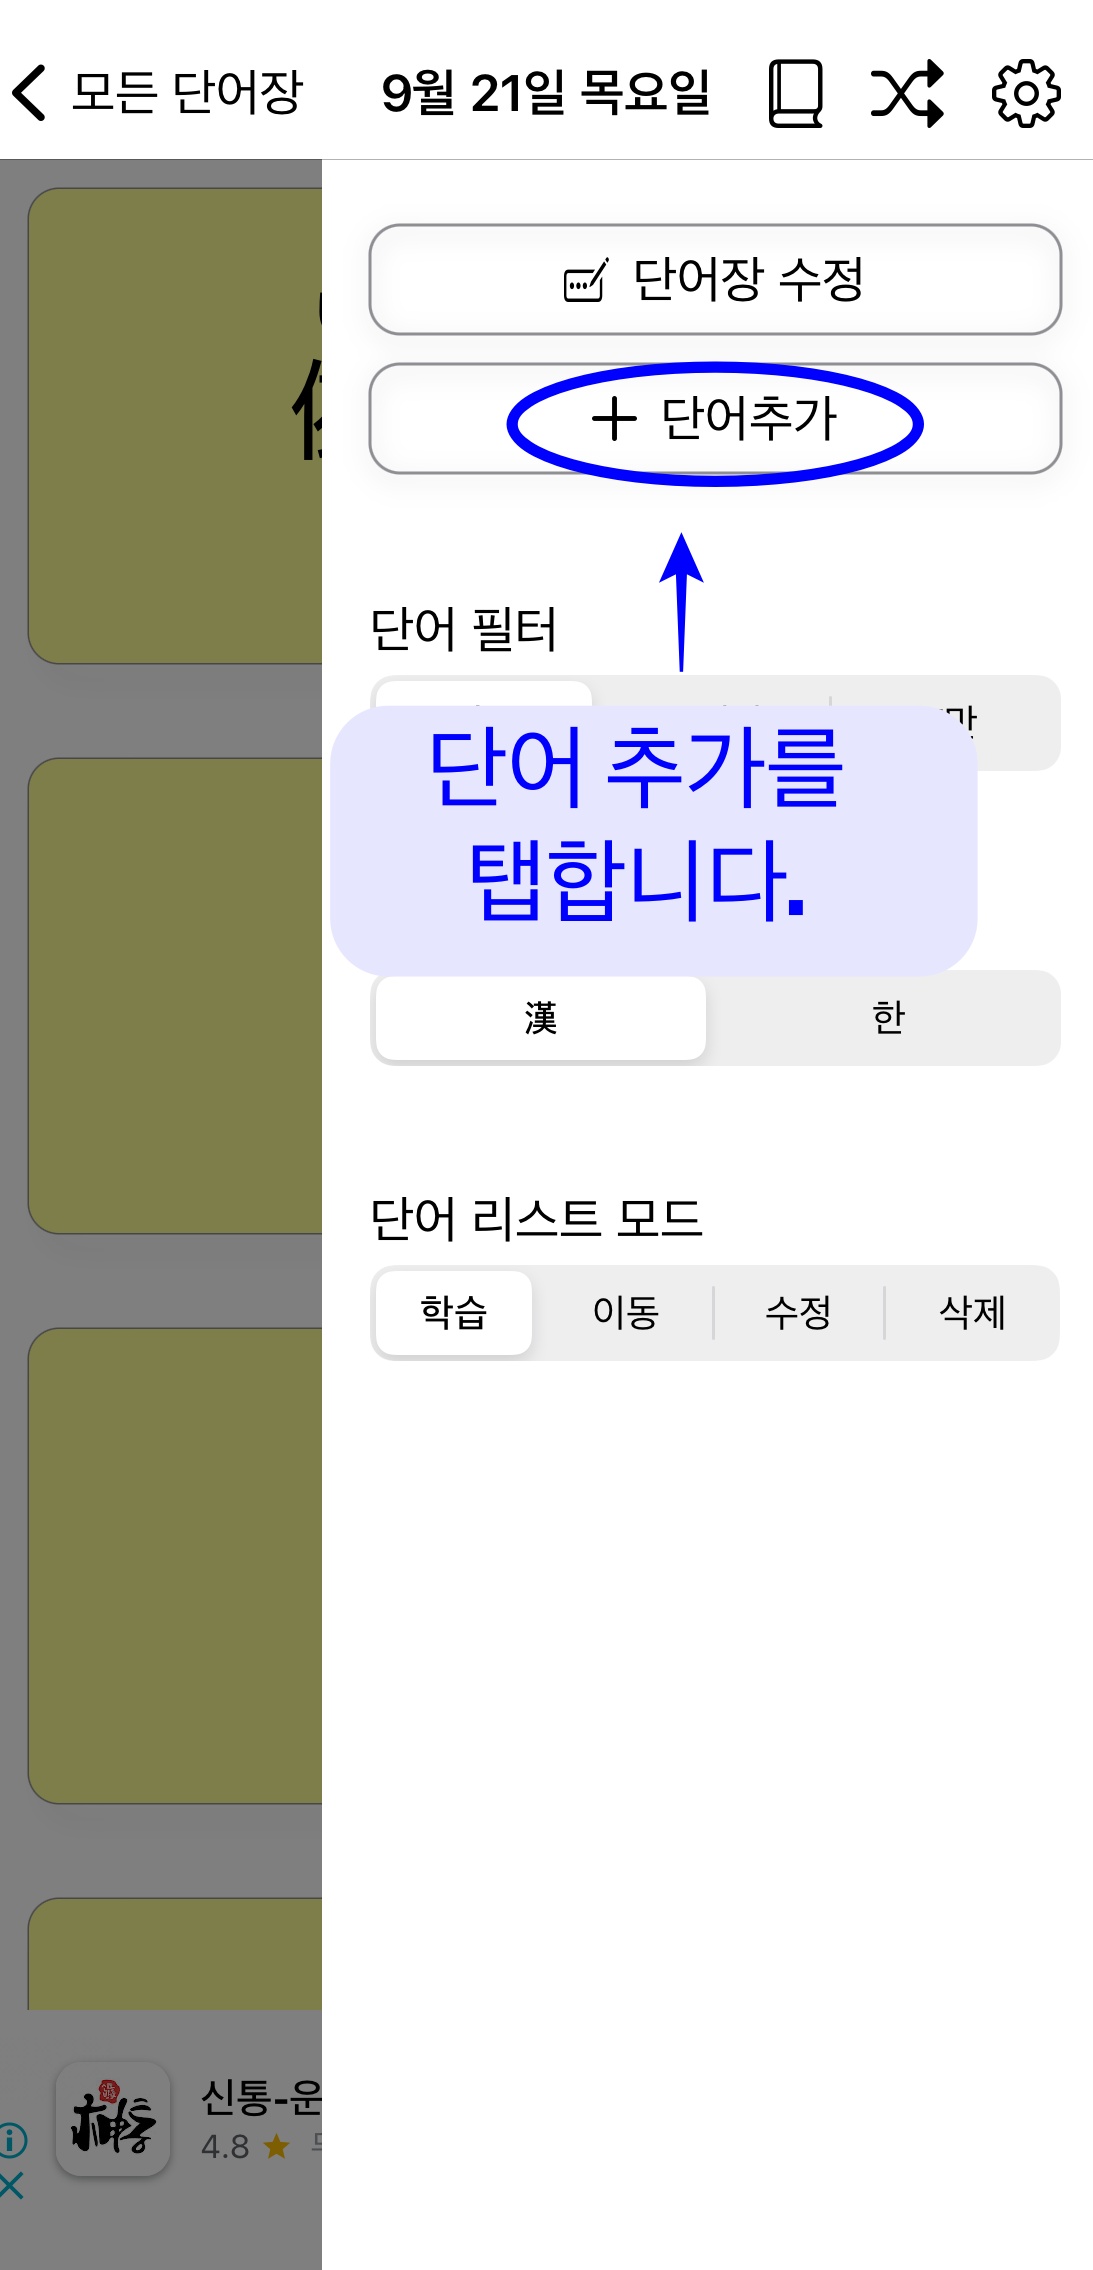 모든 단어장
9월 21일 목요일
단어장 수정
단어추가
단어 필터
단어 추가를
탭합니다.
漢 한
단어 리스트 모드
학습 이동 수정 삭제
신통-운
4.8